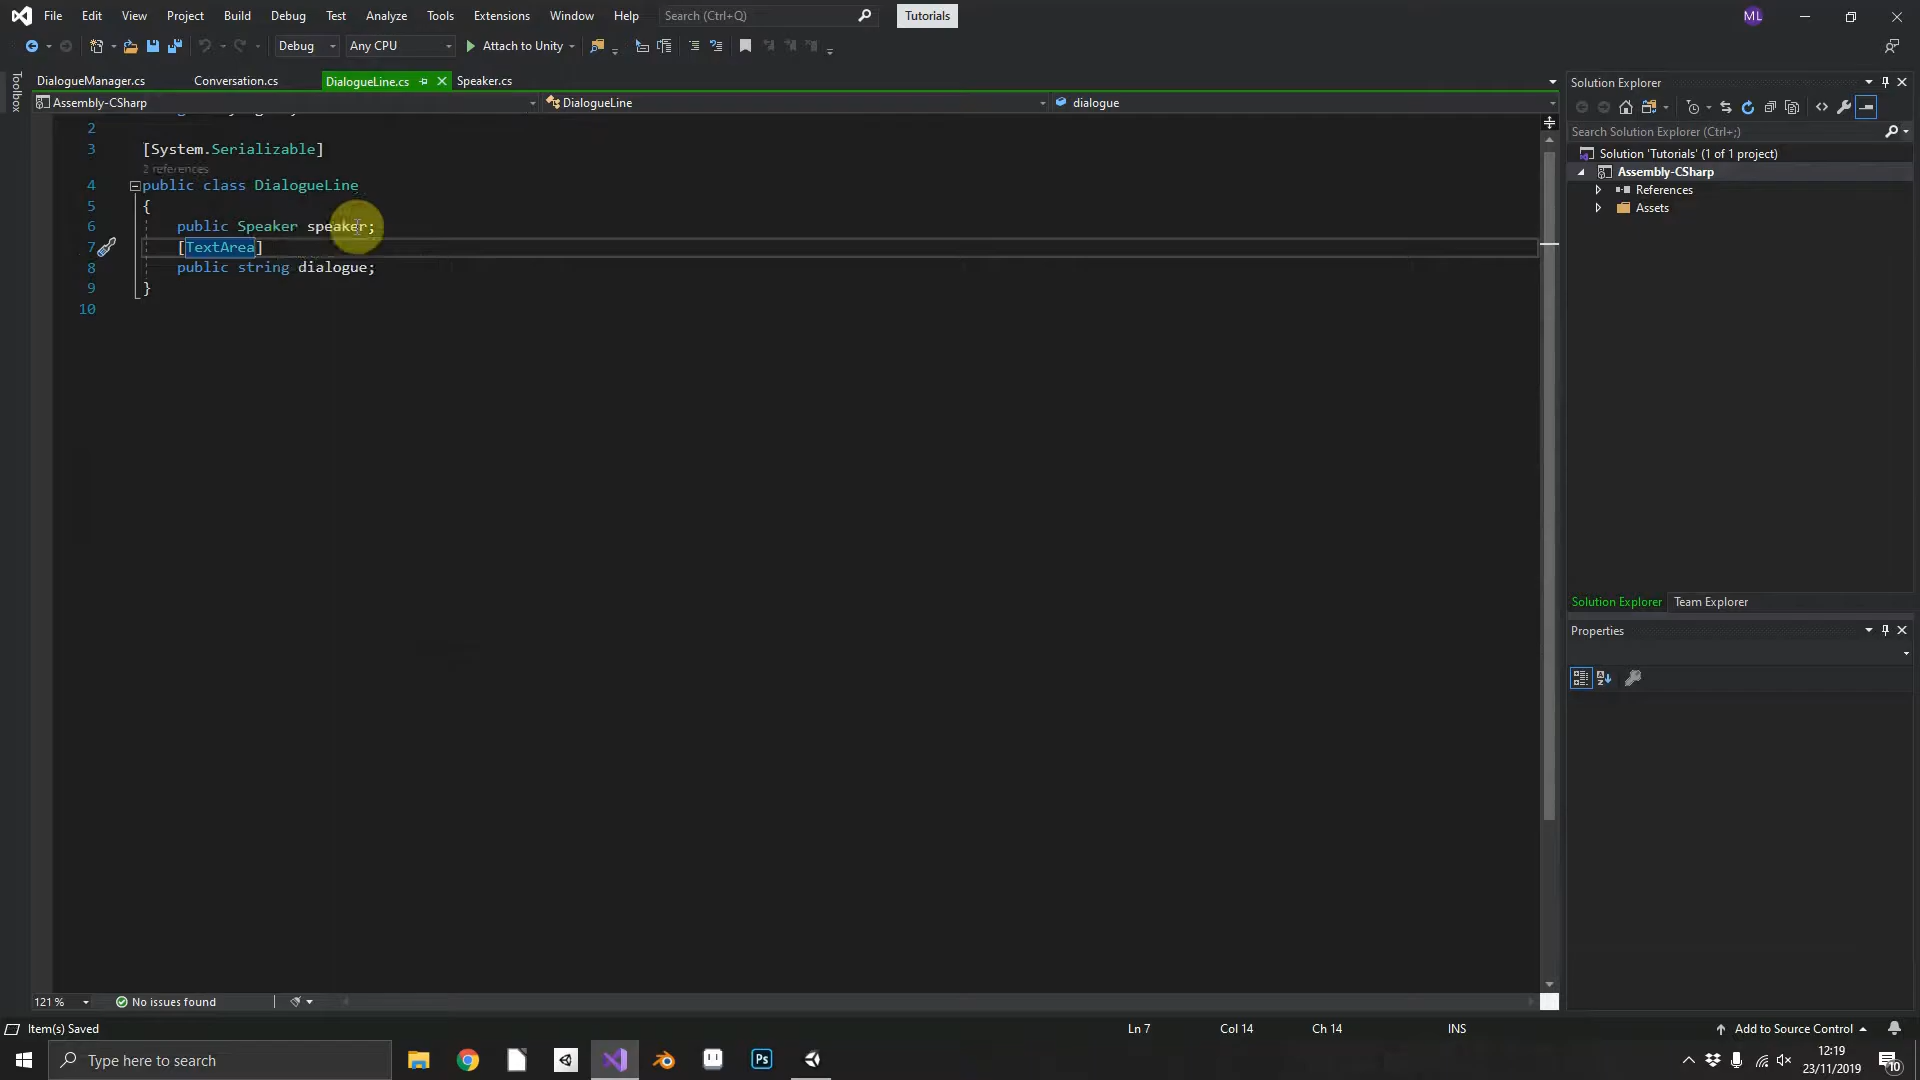 File Edit View Project Build Debug Test Analyze Tools Extensions Window Help Search (Ctrl+Q) Tutorials ML
Debug Any CPU Attach to Unity
Toolbox
DialogueManager.cs Conversation.cs DialogueLine.cs Speaker.cs
Assembly-CSharp DialogueLine dialogue
2
3 [System.Serializable]
2 references
4 public class DialogueLine
5 {
6 public Speaker speaker;
7 [TextArea]
8 public string dialogue;
9 }
10
Solution Explorer
Search Solution Explorer (Ctrl+;)
Solution 'Tutorials' (1 of 1 project)
Assembly-CSharp
References
Assets
Solution Explorer Team Explorer
Properties
121 % No issues found
Item(s) Saved Ln 7 Col 14 Ch 14 INS Add to Source Control
Type here to search Ps 12:19
23/11/2019 10